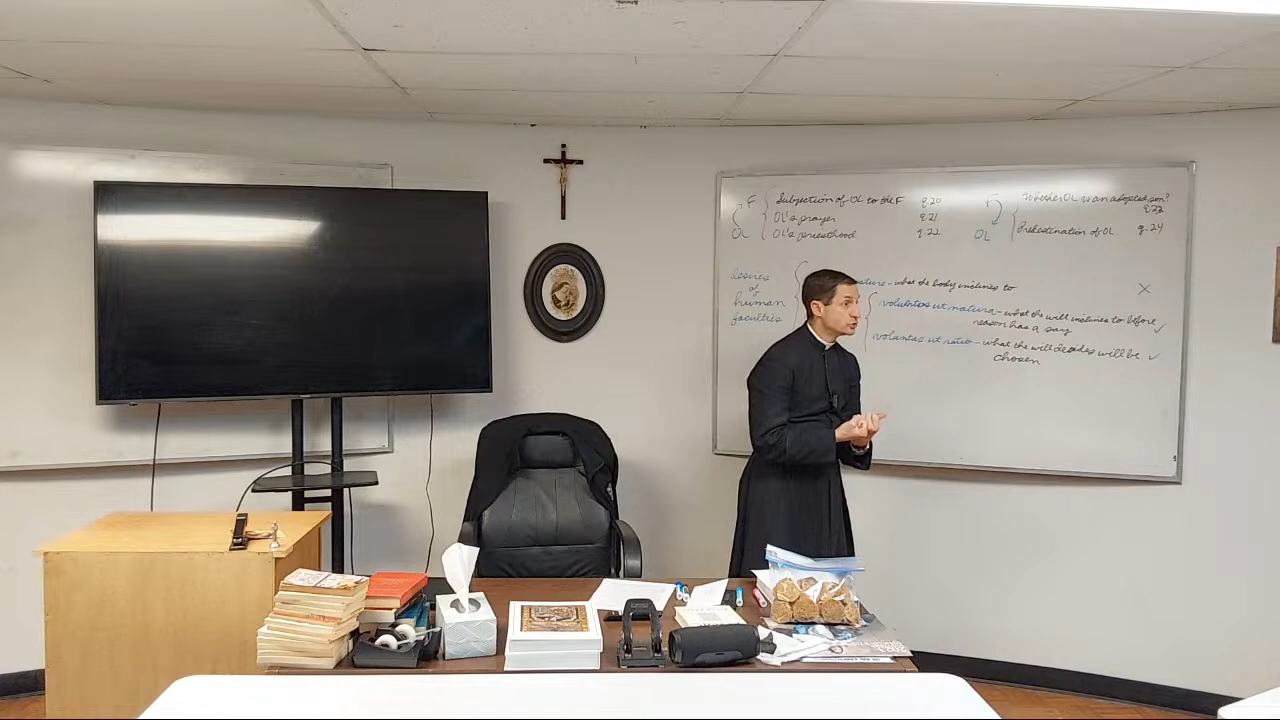 F Subjection of OL to the F q.20
OL's prayer q.21
OL OL's priesthood q.22
F Whether OL is an adopted son?
q.23
OL Predestination of OL q.24
desires
of
human
faculties
- what the body inclines to X
voluntas ut natura - what the will inclines to before
reason has a say ✓
voluntas ut ratio - what the will decides will be ✓
chosen